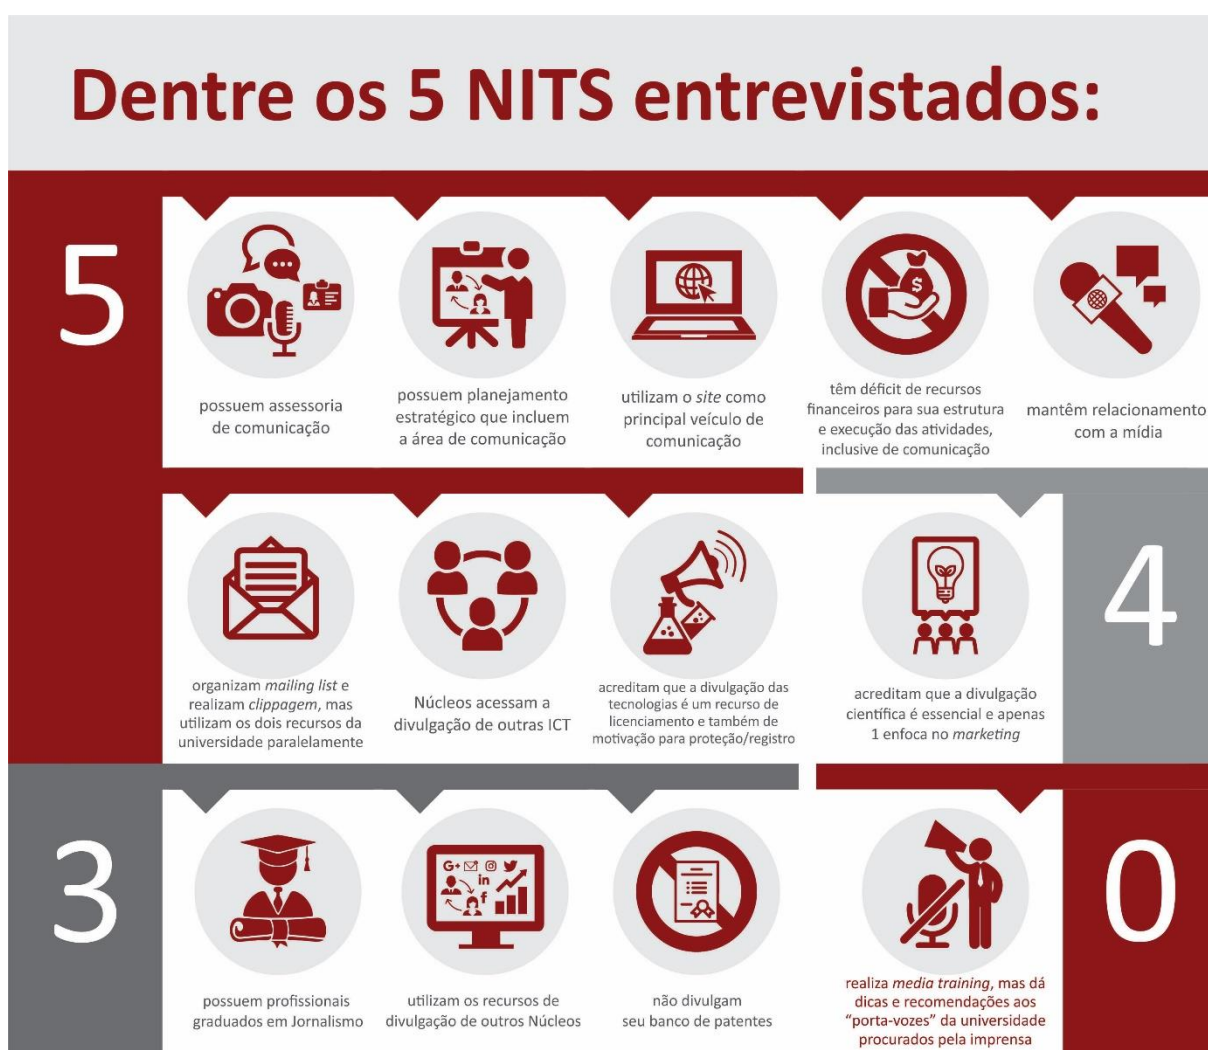 Dentre os 5 NITS entrevistados:
5
possuem assessoria
de comunicação
possuem planejamento
estratégico que incluem
a área de comunicação
utilizam o site como
principal veículo de
comunicação
$
têm déficit de recursos
financeiros para sua estrutura
e execução das atividades,
inclusive de comunicação
mantêm relacionamento
com a mídia
organizam mailing list e
realizam clippagem, mas
utilizam os dois recursos da
universidade paralelamente
Núcleos acessam a
divulgação de outras ICT
acreditam que a divulgação das
tecnologias é um recurso de
licenciamento e também de
motivação para proteção/registro
4
acreditam que a divulgação
científica é essencial e apenas
1 enfoca no marketing
3
possuem profissionais
graduados em Jornalismo
G+
in
f
utilizam os recursos de
divulgação de outros Núcleos
não divulgam
seu banco de patentes
0
realiza media training, mas dá
dicas e recomendações aos
“porta-vozes” da universidade
procurados pela imprensa